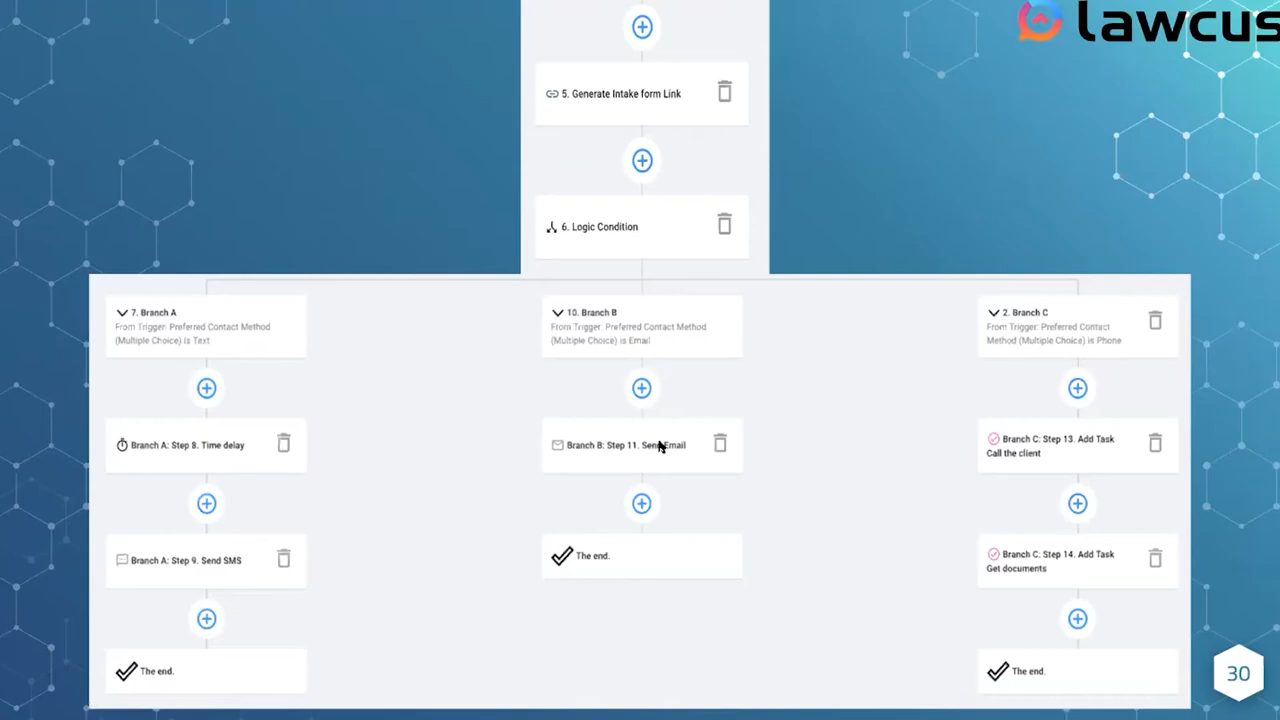 lawcus
5. Generate Intake form Link
6. Logic Condition
7. Branch A
From Trigger: Preferred Contact Method
(Multiple Choice) is Text
10. Branch B
From Trigger: Preferred Contact Method
(Multiple Choice) is Email
2. Branch C
From Trigger: Preferred Contact
Method (Multiple Choice) is Phone
Branch A: Step 8. Time delay
Branch B: Step 11. Send Email
Branch C: Step 13. Add Task
Call the client
Branch A: Step 9. Send SMS
The end.
Branch C: Step 14. Add Task
Get documents
The end.
The end.
30